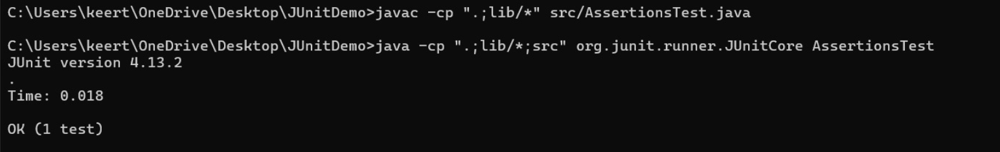 C:\Users\keert\OneDrive\Desktop\JUnitDemo>javac -cp ".;lib/*" src/AssertionsTest.java
C:\Users\keert\OneDrive\Desktop\JUnitDemo>java -cp ".;lib/*;src" org.junit.runner.JUnitCore AssertionsTest
JUnit version 4.13.2
.
Time: 0.018
OK (1 test)